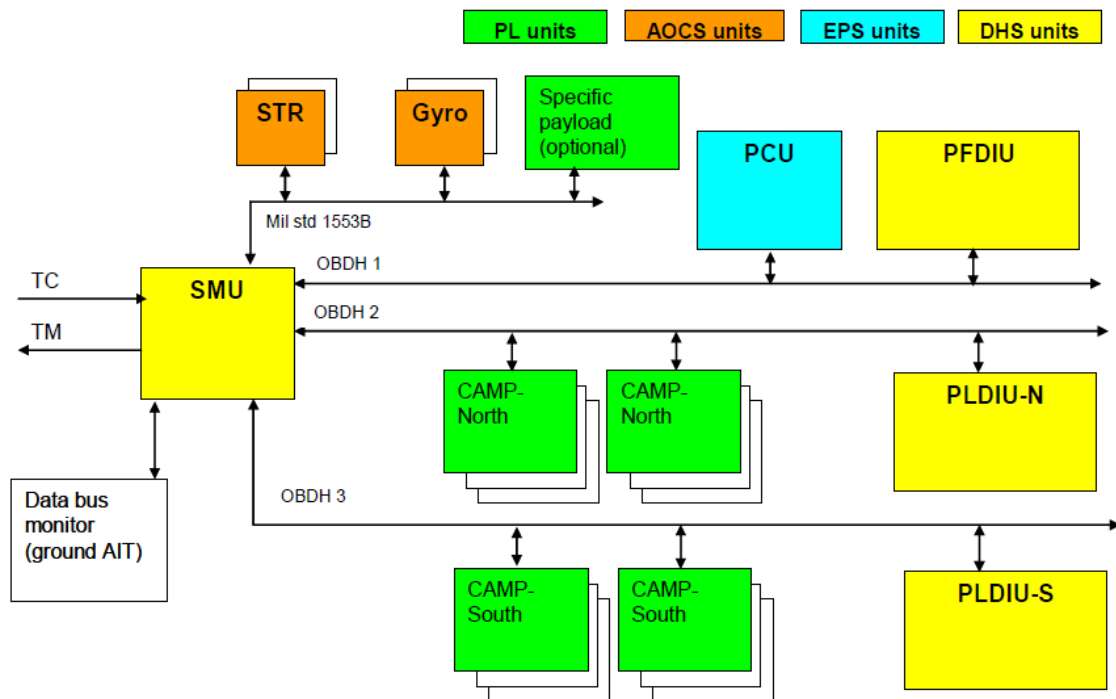 PL units
AOCS units
EPS units
DHS units
STR
Gyro
Specific
payload
(optional)
PCU
PFDIU
Mil std 1553B
OBDH 1
TC
SMU
OBDH 2
TM
CAMP-
North
CAMP-
North
PLDIU-N
Data bus
monitor
(ground AIT)
OBDH 3
CAMP-
South
CAMP-
South
PLDIU-S